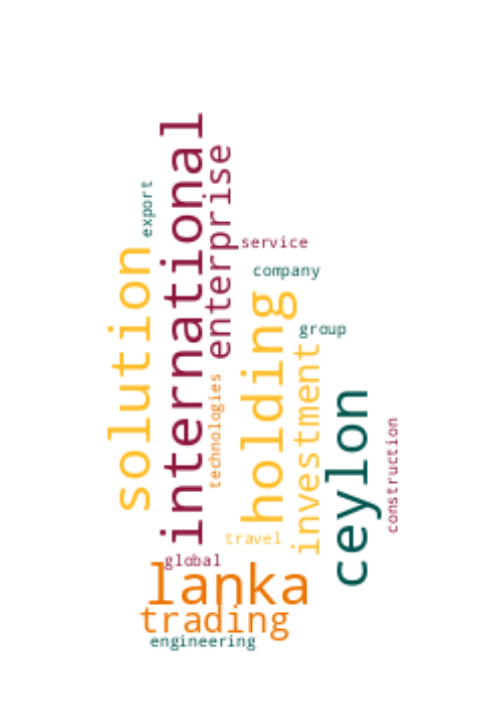 international
enterprise
export
service
solution
company
holding
group
investment
technologies
ceylon
construction
travel
global
lanka
trading
engineering